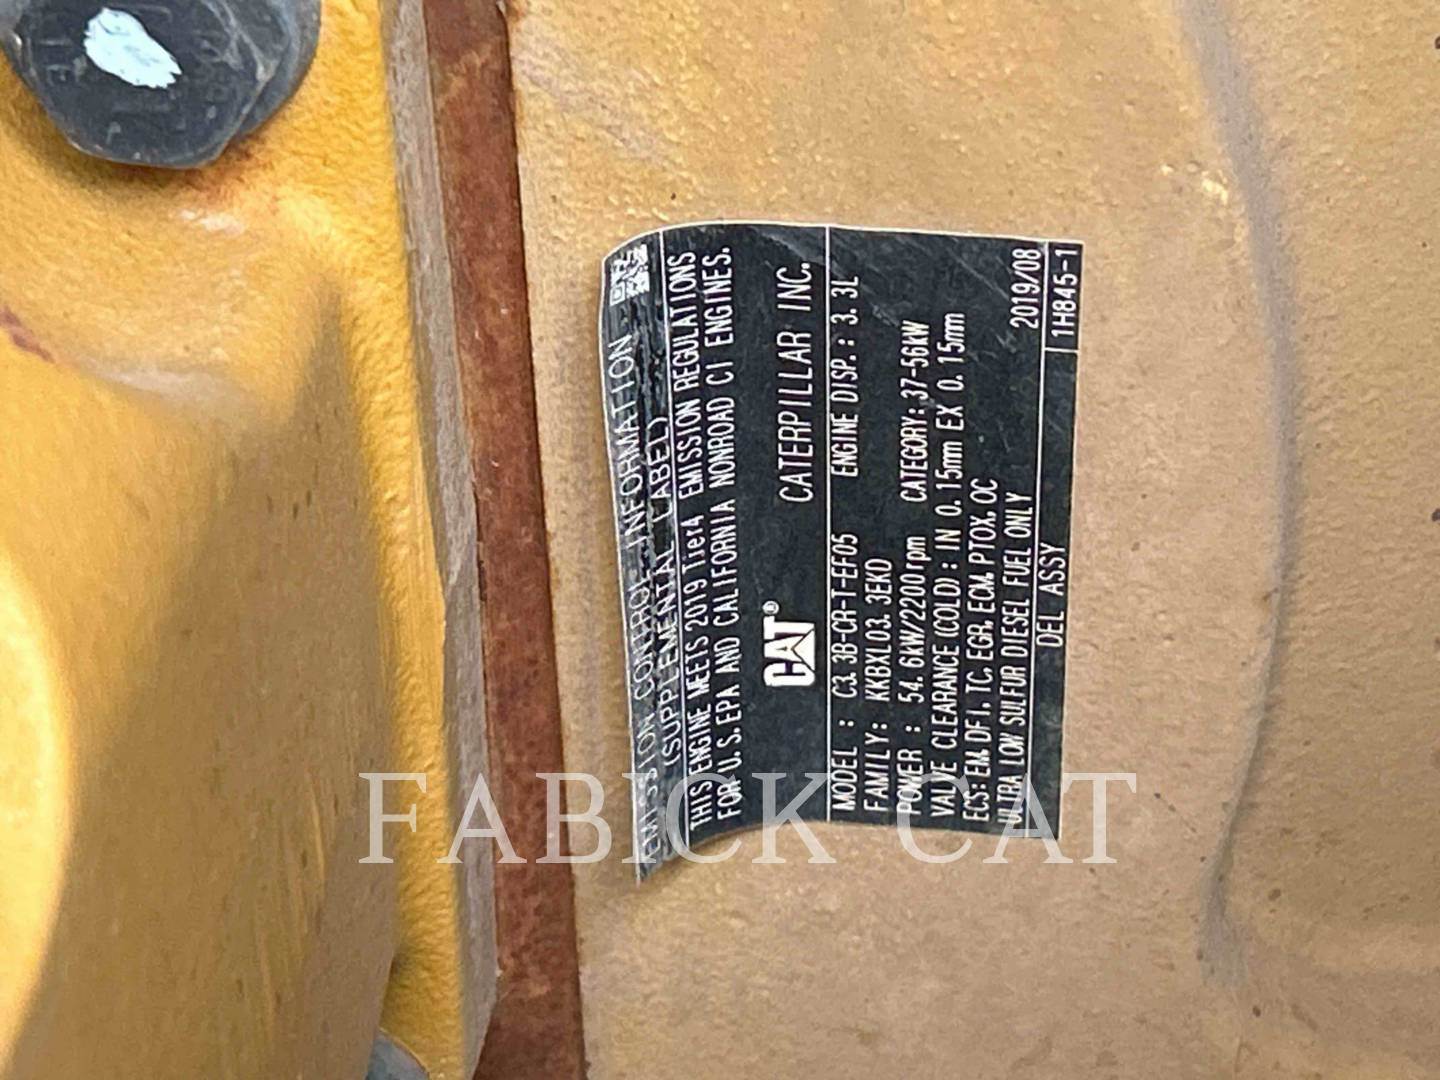 EMISSION CONTROL INFORMATION
(SUPPLEMENTAL LABEL)
THIS ENGINE MEETS 2019 Tier4 EMISSION REGULATIONS
FOR U.S.EPA AND CALIFORNIA NONROAD CI ENGINES.
CAT® CATERPILLAR INC.
MODEL : C3.3B-CR-T-EF05 ENGINE DISP.: 3.3L
FAMILY: KKBXL03.3EKD
POWER : 54.6kW/2200rpm CATEGORY: 37-56kW
VALVE CLEARANCE (COLD) : IN 0.15mm EX 0.15mm
ECS: EM, DFI, TC, EGR, ECM, PTOX, OC
ULTRA LOW SULFUR DIESEL FUEL ONLY 2019/08
DEL ASSY 1H845-1
FABICK CAT